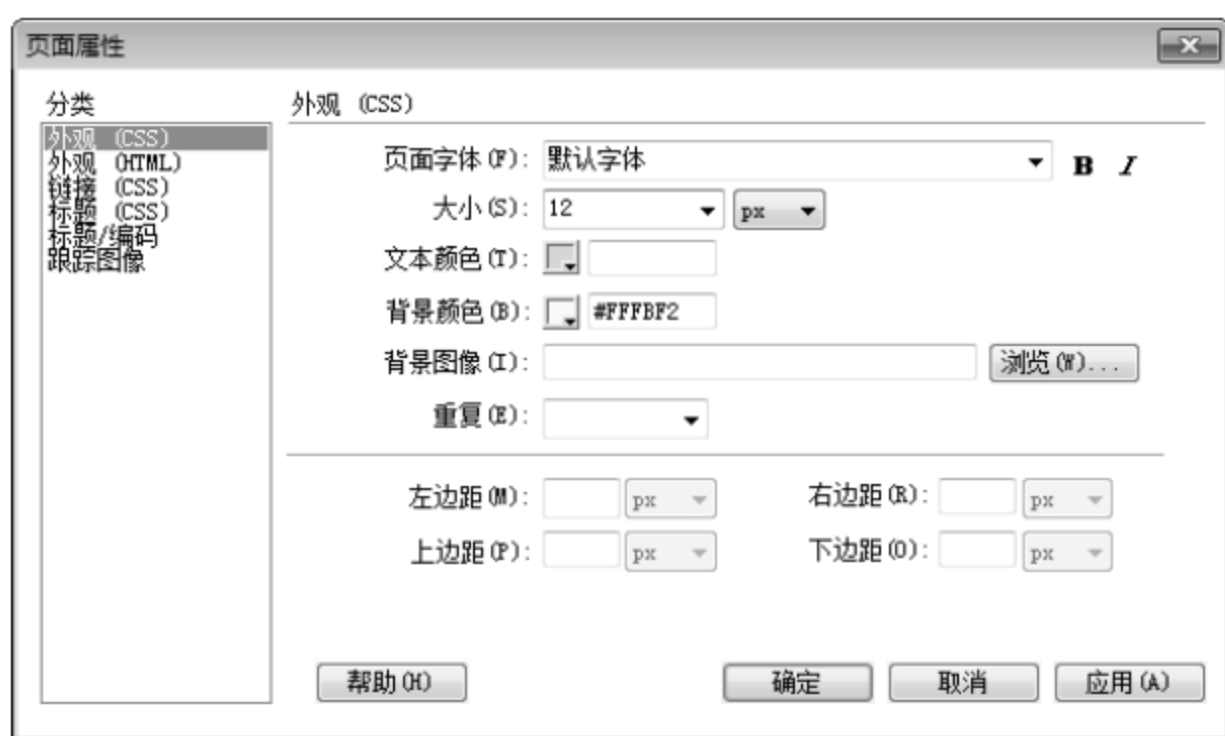 页面属性
分类
外观 (CSS)
外观 (HTML)
链接 (CSS)
标题 (CSS)
标题/编码
跟踪图像
外观 (CSS)
页面字体(F): 默认字体 B I
大小(S): 12 px
文本颜色(T):
背景颜色(B): #FFFBF2
背景图像(I): 浏览(W)...
重复(E):
左边距(M): px 右边距(R): px
上边距(P): px 下边距(O): px
帮助(H) 确定 取消 应用(A)